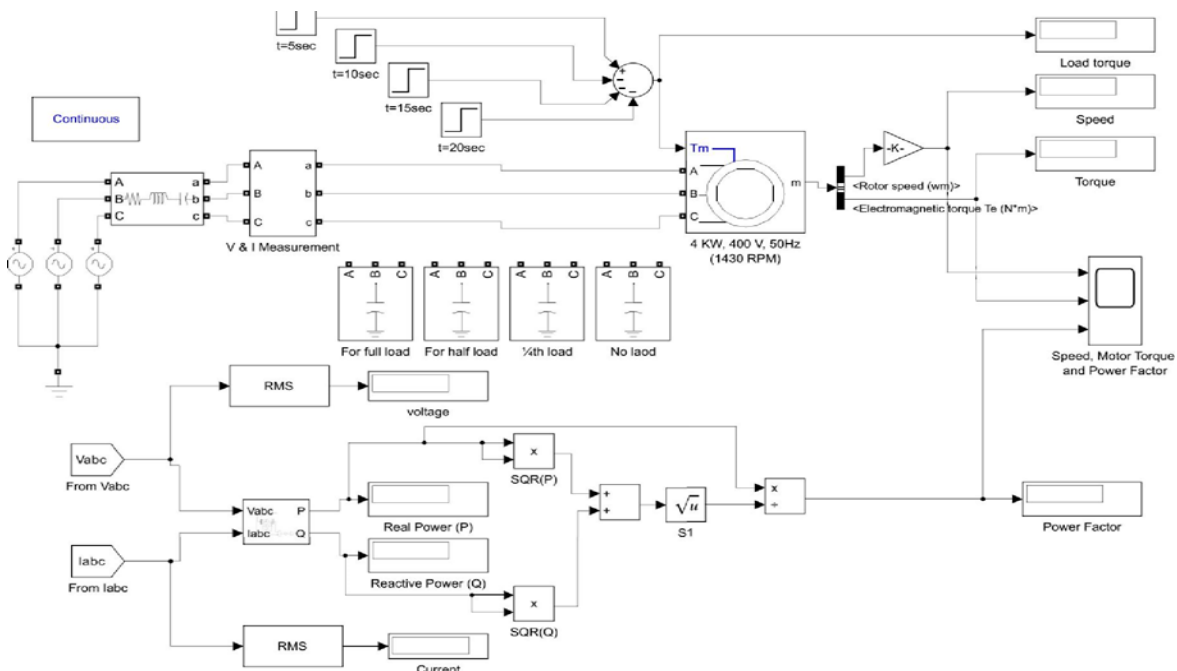 t=5sec
t=10sec
t=15sec
t=20sec
+
-
-
-
Load torque
Speed
Torque
Continuous
A
B
C
a
b
c
A
B
C
a
b
c
V & I Measurement
Tm
A
B
C
m
4 KW, 400 V, 50Hz
(1430 RPM)
-K-
<Rotor speed (wm)>
<Electromagnetic torque Te (N*m)>
A B C
For full load
A B C
For half load
A B C
¼th load
A B C
No laod
Speed, Motor Torque
and Power Factor
RMS
voltage
Vabc
From Vabc
Iabc
From Iabc
Vabc
Iabc
P
Q
Real Power (P)
Reactive Power (Q)
x
SQR(P)
x
SQR(Q)
+
+
√u
S1
x
÷
Power Factor
RMS
Current